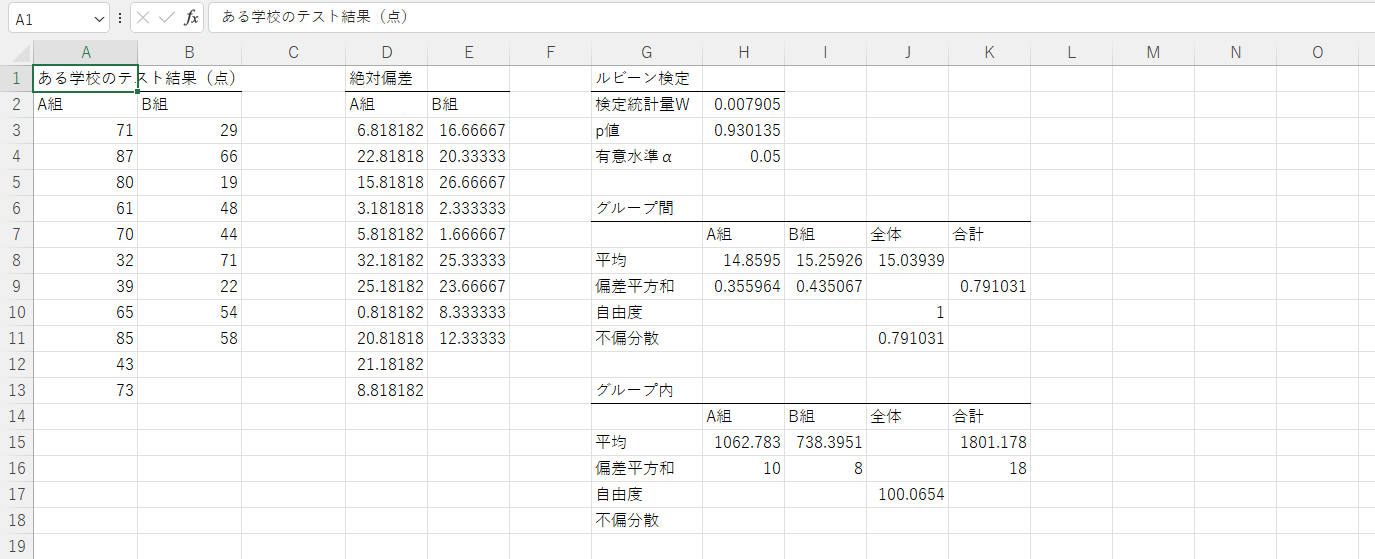 A1 fx ある学校のテスト結果（点）
A B C D E F G H I J K L M N O
1 ある学校のテスト結果（点） 絶対偏差 ルビーン検定
2 A組 B組 A組 B組 検定統計量W 0.007905
3 71 29 6.818182 16.66667 p値 0.930135
4 87 66 22.81818 20.33333 有意水準α 0.05
5 80 19 15.81818 26.66667
6 61 48 3.181818 2.333333 グループ間
7 70 44 5.818182 1.666667 A組 B組 全体 合計
8 32 71 32.18182 25.33333 平均 14.8595 15.25926 15.03939
9 39 22 25.18182 23.66667 偏差平方和 0.355964 0.435067 0.791031
10 65 54 0.818182 8.333333 自由度 1
11 85 58 20.81818 12.33333 不偏分散 0.791031
12 43 21.18182
13 73 8.818182 グループ内
14 A組 B組 全体 合計
15 平均 1062.783 738.3951 1801.178
16 偏差平方和 10 8 18
17 自由度 100.0654
18 不偏分散
19